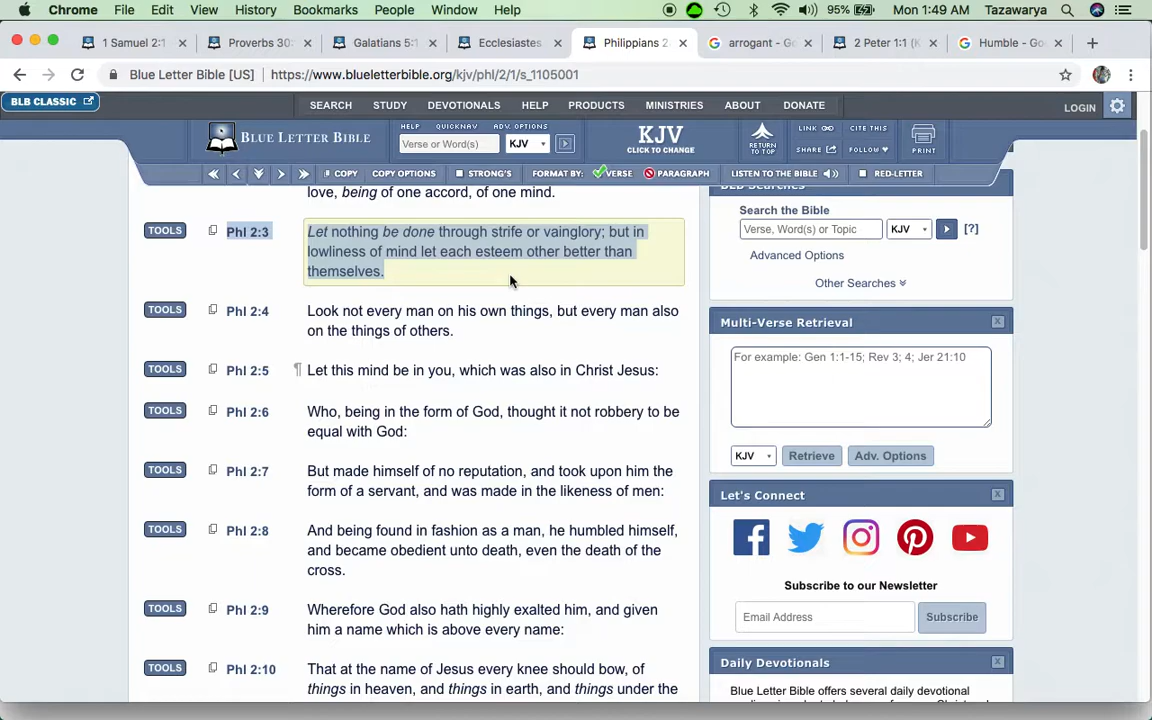 Chrome File Edit View History Bookmarks People Window Help 95% Mon 1:49 AM Tazawarya
1 Samuel 2:1 Proverbs 30: Galatians 5:1 Ecclesiastes Philippians 2 arrogant - Go 2 Peter 1:1 (K Humble - Go
Blue Letter Bible [US] https://www.blueletterbible.org/kjv/phl/2/1/s_1105001
BLB CLASSIC SEARCH STUDY DEVOTIONALS HELP PRODUCTS MINISTRIES ABOUT DONATE LOGIN
BLUE LETTER BIBLE
HELP QUICKNAV ADV. OPTIONS
Verse or Word(s) KJV
KJV
CLICK TO CHANGE
RETURN
TO TOP
LINK CITE THIS
SHARE FOLLOW
PRINT
COPY COPY OPTIONS STRONG'S FORMAT BY: VERSE PARAGRAPH LISTEN TO THE BIBLE RED-LETTER
love, being of one accord, of one mind.
TOOLS Phl 2:3 Let nothing be done through strife or vainglory; but in
lowliness of mind let each esteem other better than
themselves.
TOOLS Phl 2:4 Look not every man on his own things, but every man also
on the things of others.
TOOLS Phl 2:5 ¶ Let this mind be in you, which was also in Christ Jesus:
TOOLS Phl 2:6 Who, being in the form of God, thought it not robbery to be
equal with God:
TOOLS Phl 2:7 But made himself of no reputation, and took upon him the
form of a servant, and was made in the likeness of men:
TOOLS Phl 2:8 And being found in fashion as a man, he humbled himself,
and became obedient unto death, even the death of the
cross.
TOOLS Phl 2:9 Wherefore God also hath highly exalted him, and given
him a name which is above every name:
TOOLS Phl 2:10 That at the name of Jesus every knee should bow, of
things in heaven, and things in earth, and things under the
BLB Searches
Search the Bible
Verse, Word(s) or Topic KJV [?]
Advanced Options
Other Searches
Multi-Verse Retrieval
For example: Gen 1:1-15; Rev 3; 4; Jer 21:10
KJV Retrieve Adv. Options
Let's Connect
Subscribe to our Newsletter
Email Address Subscribe
Daily Devotionals
Blue Letter Bible offers several daily devotional